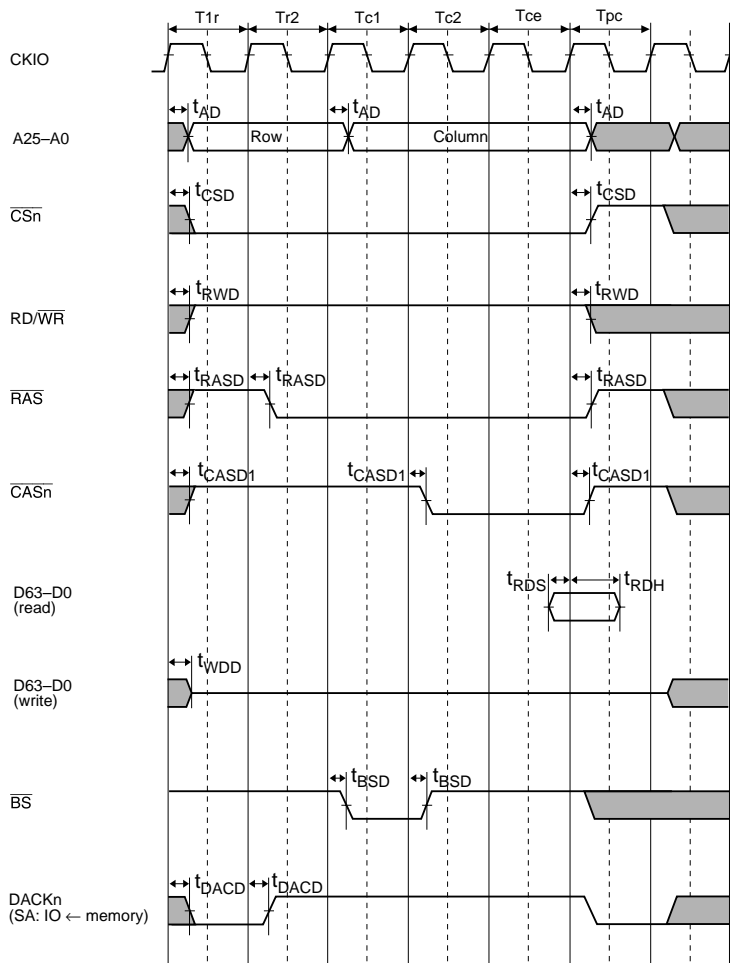 T1r Tr2 Tc1 Tc2 Tce Tpc
CKIO
tAD tAD tAD
A25–A0 Row Column
tCSD tCSD
CSn
tRWD tRWD
RD/WR
tRASD tRASD tRASD
RAS
tCASD1 tCASD1 tCASD1
CASn
tRDS tRDH
D63–D0
(read)
tWDD
D63–D0
(write)
tBSD tBSD
BS
tDACD tDACD
DACKn
(SA: IO ← memory)